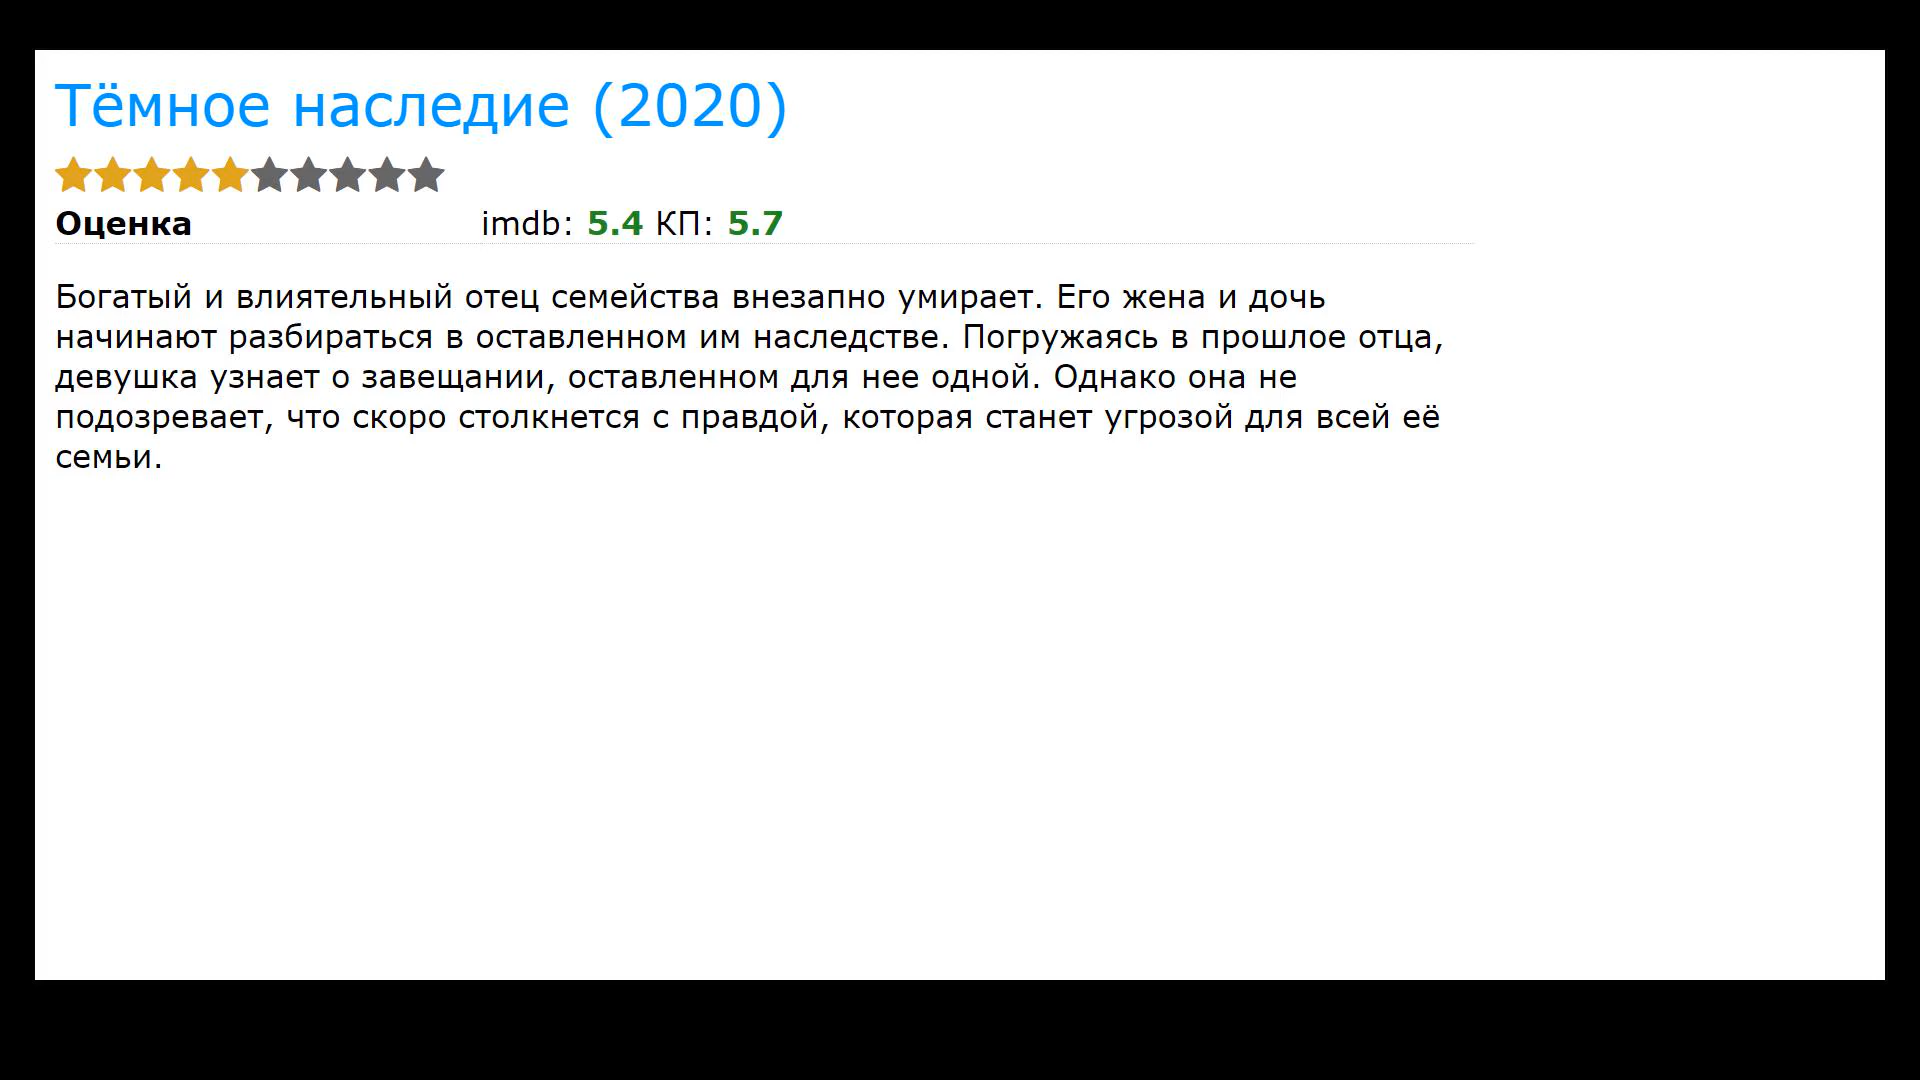 Тёмное наследие (2020)
Оценка imdb: 5.4 КП: 5.7
Богатый и влиятельный отец семейства внезапно умирает. Его жена и дочь
начинают разбираться в оставленном им наследстве. Погружаясь в прошлое отца,
девушка узнает о завещании, оставленном для нее одной. Однако она не
подозревает, что скоро столкнется с правдой, которая станет угрозой для всей её
семьи.